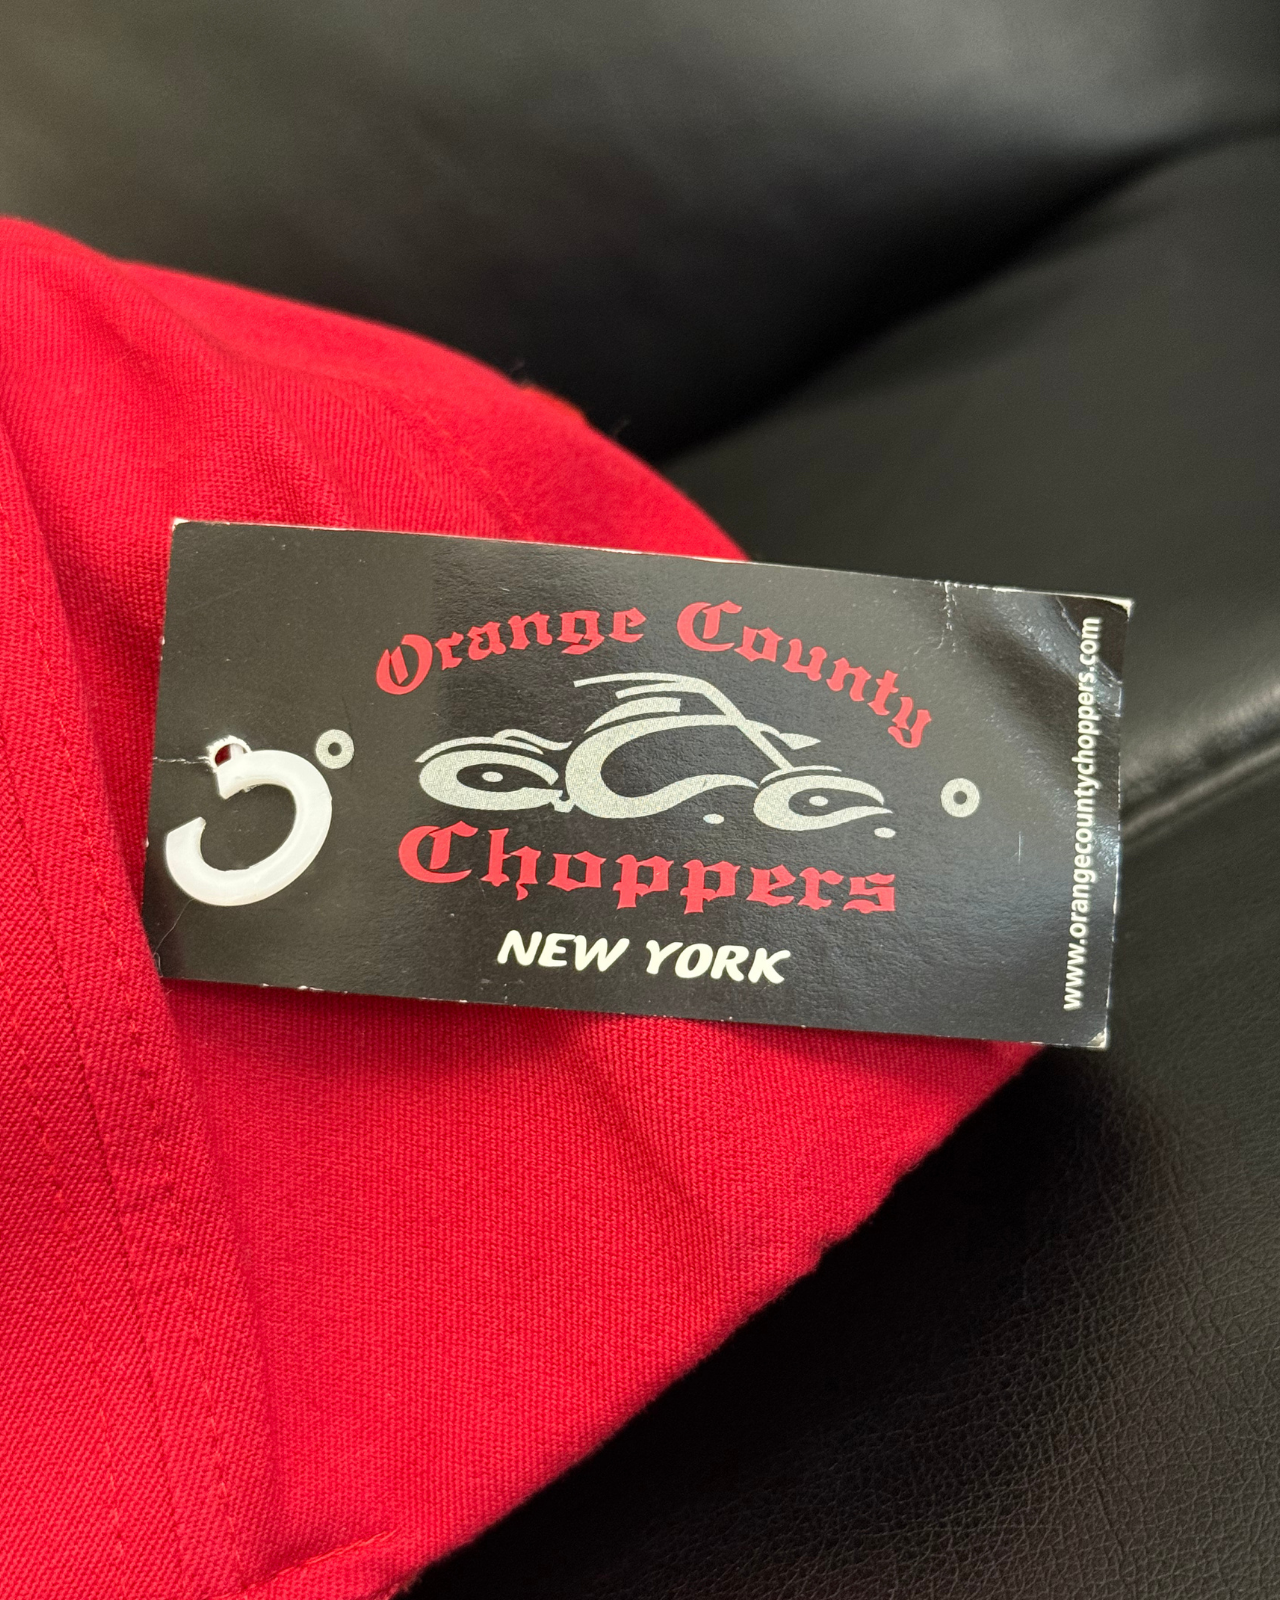 Orange County
Choppers
NEW YORK
www.orangecountychoppers.com